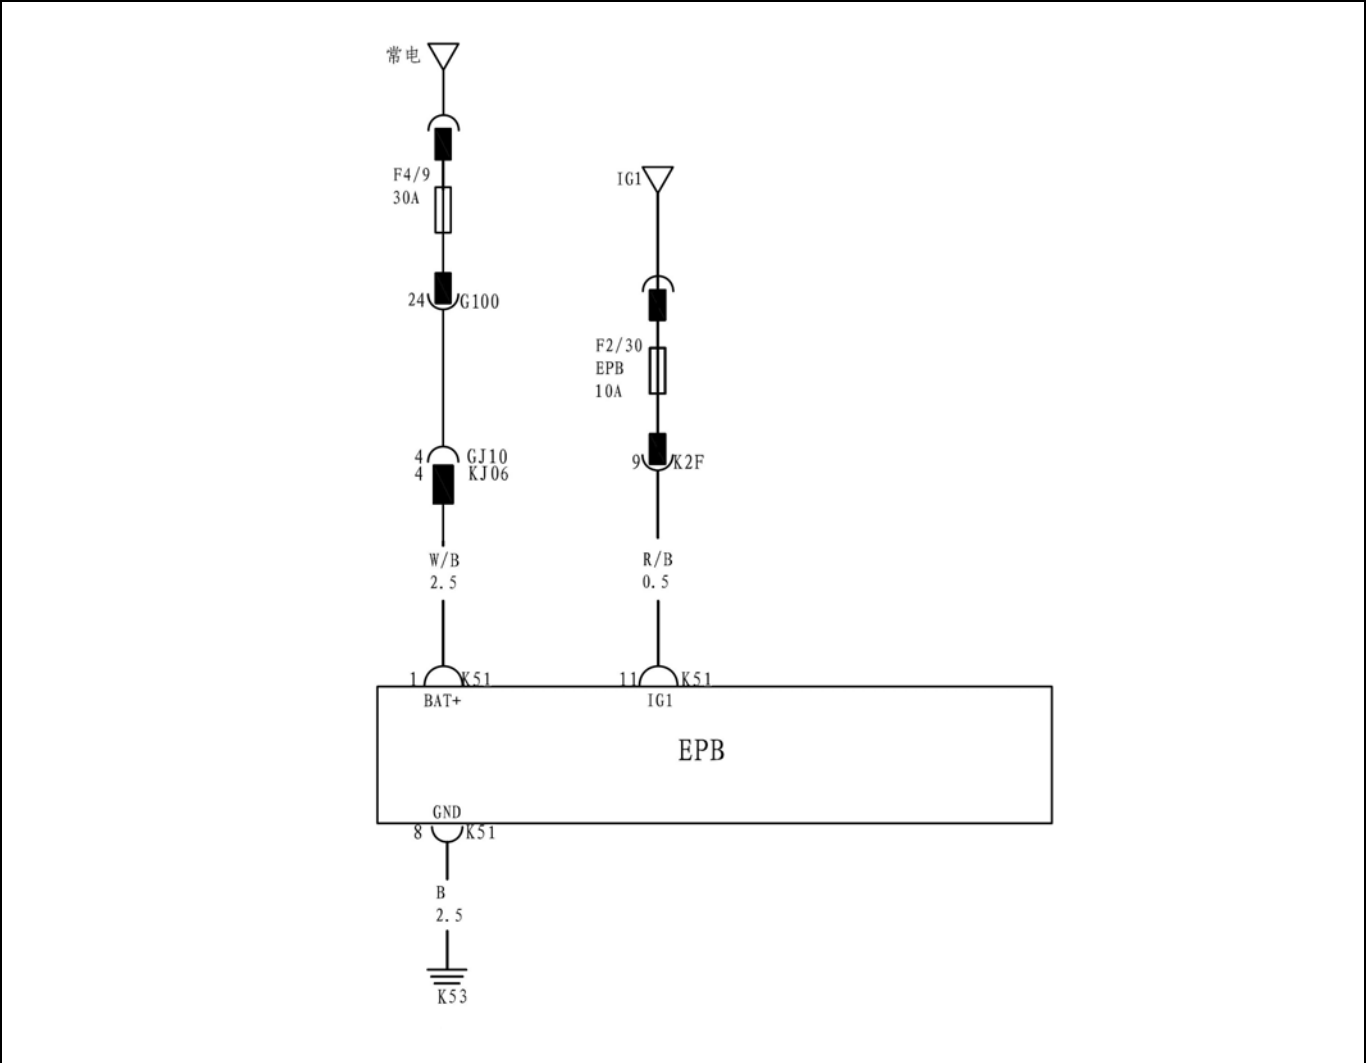 常电
F4/9
30A
24 G100
4 GJ10
4 KJ06
W/B
2.5
1 K51
BAT+
IG1
F2/30
EPB
10A
9 K2F
R/B
0.5
11 K51
IG1
EPB
GND
8 K51
B
2.5
K53